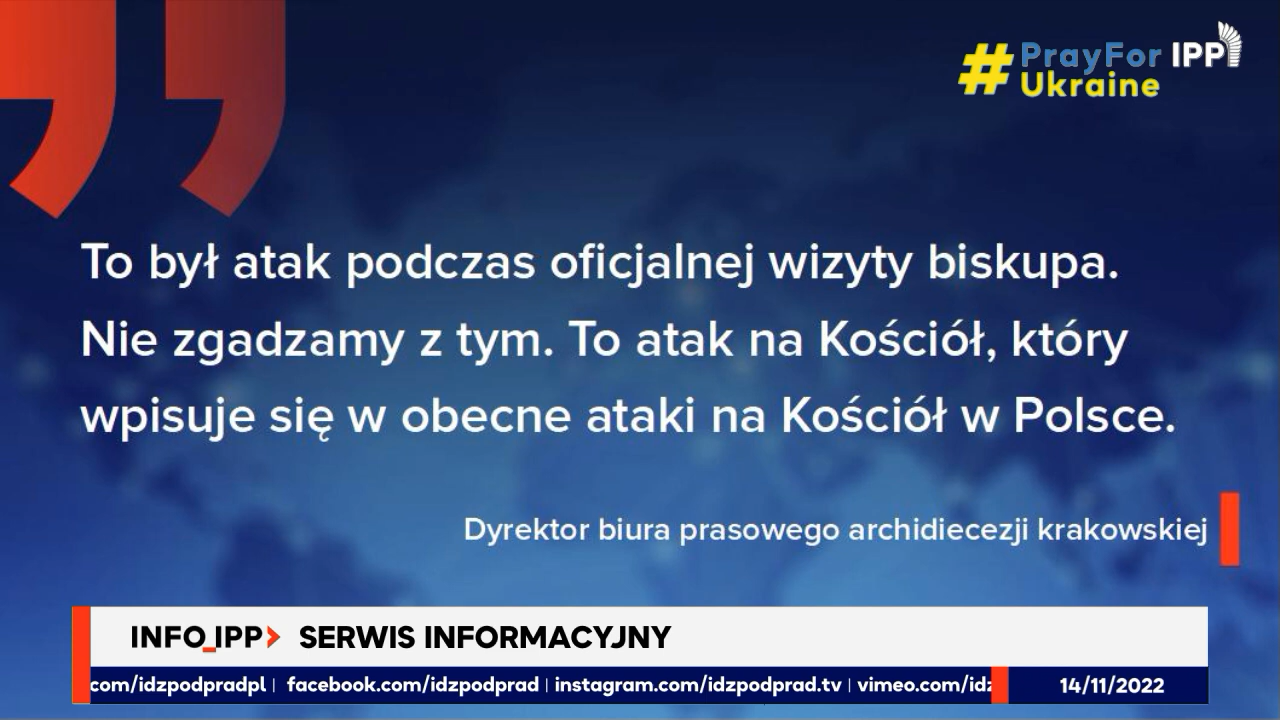 #PrayFor IPP
Ukraine
To był atak podczas oficjalnej wizyty biskupa.
Nie zgadzamy z tym. To atak na Kościół, który
wpisuje się w obecne ataki na Kościół w Polsce.
Dyrektor biura prasowego archidiecezji krakowskiej
INFO_IPP> SERWIS INFORMACYJNY
com/idzpodpradpl | facebook.com/idzpodprad | instagram.com/idzpodprad.tv | vimeo.com/idz
14/11/2022